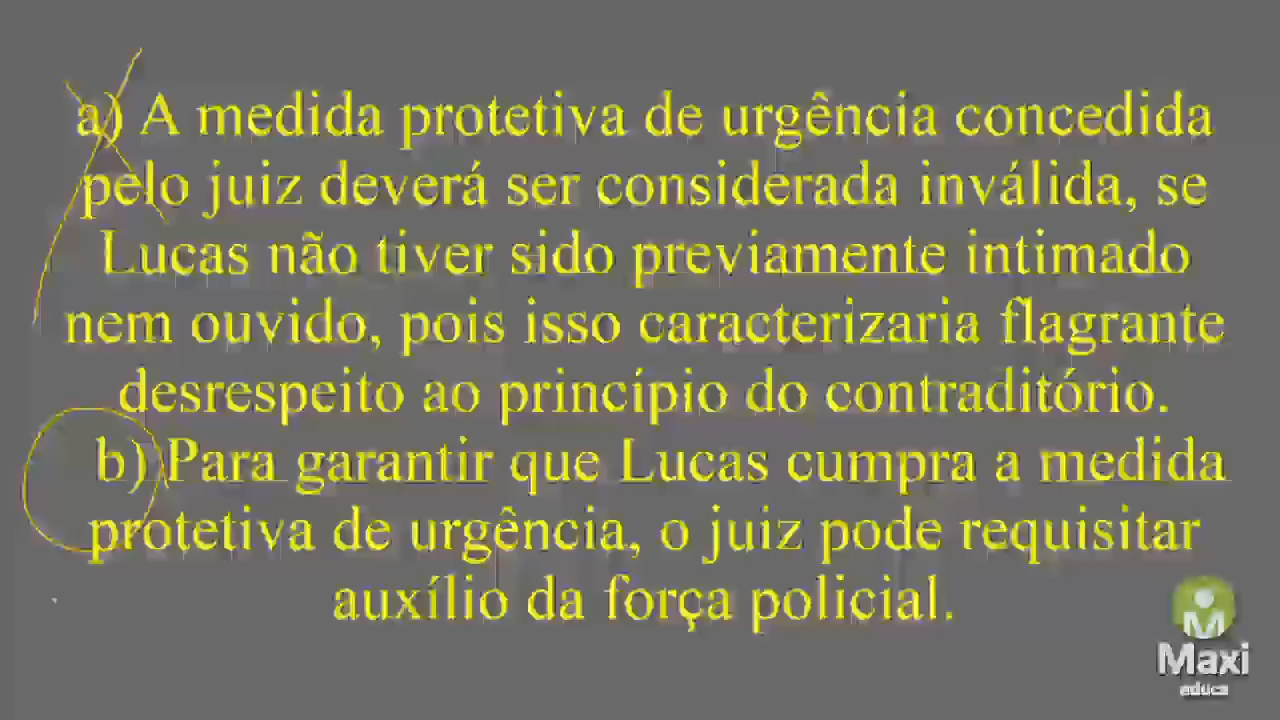 a) A medida protetiva de urgência concedida
pelo juiz deverá ser considerada inválida, se
Lucas não tiver sido previamente intimado
nem ouvido, pois isso caracterizaria flagrante
desrespeito ao princípio do contraditório.
b) Para garantir que Lucas cumpra a medida
protetiva de urgência, o juiz pode requisitar
auxílio da força policial.
M
Maxi
educa